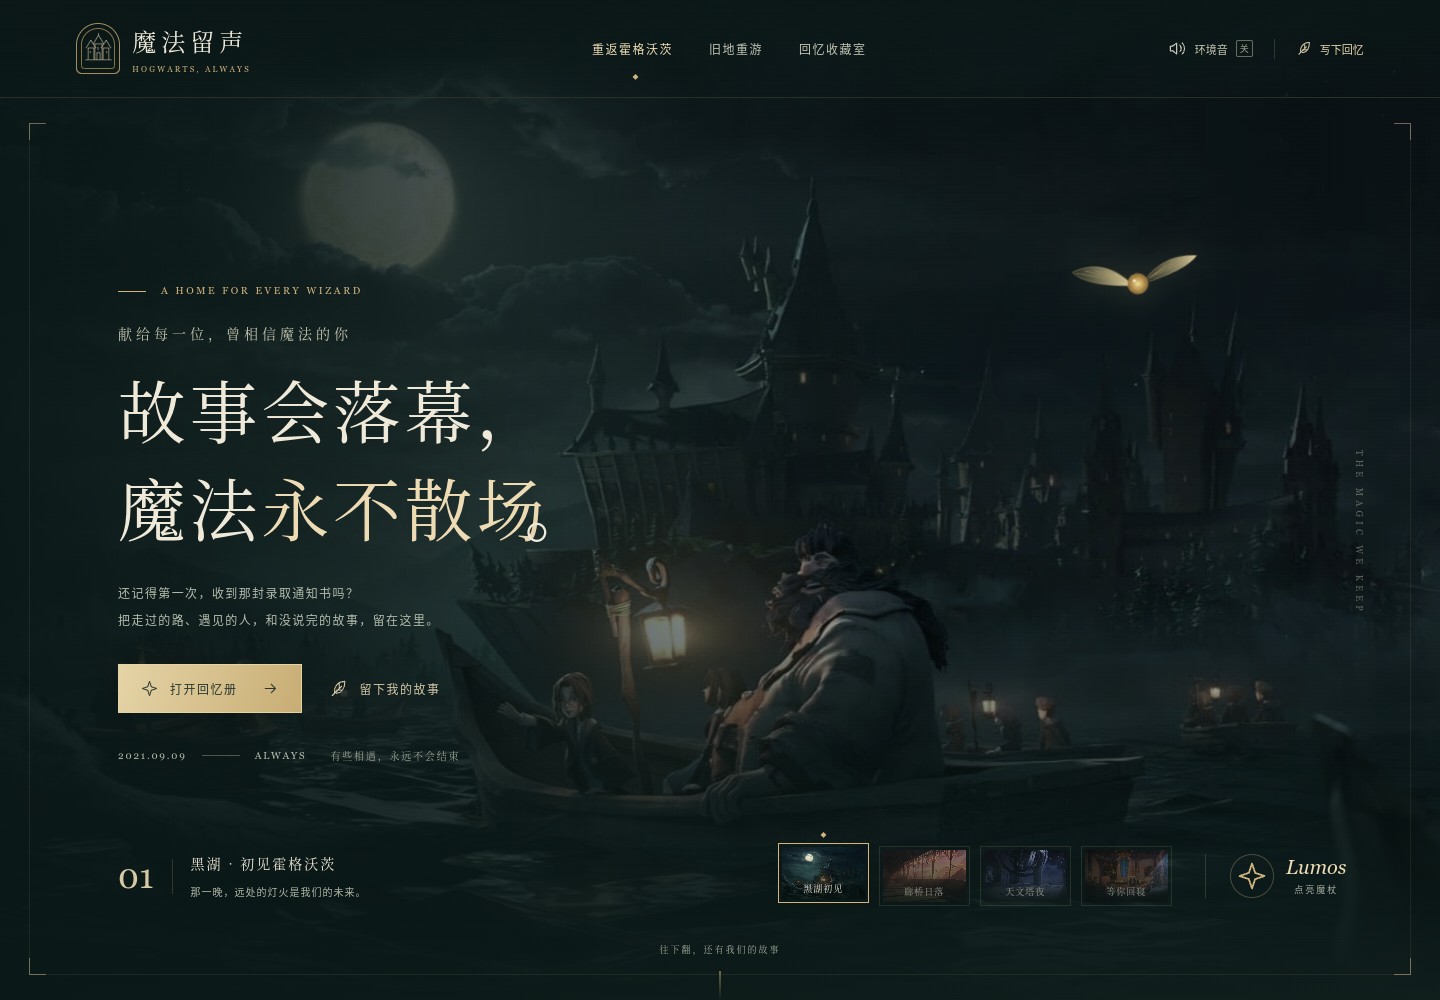 魔法留声
HOGWARTS, ALWAYS
重返霍格沃茨
旧地重游
回忆收藏室
环境音 关
写下回忆
A HOME FOR EVERY WIZARD
献给每一位，曾相信魔法的你
故事会落幕，
魔法永不散场。
还记得第一次，收到那封录取通知书吗？
把走过的路、遇见的人，和没说完的故事，留在这里。
打开回忆册 →
留下我的故事
2021.09.09 ALWAYS 有些相遇，永远不会结束
THE MAGIC WE KEEP
01
黑湖 · 初见霍格沃茨
那一晚，远处的灯火是我们的未来。
黑湖初见
廊桥日落
天文塔夜
等你回寝
Lumos
点亮魔杖
往下翻，还有我们的故事